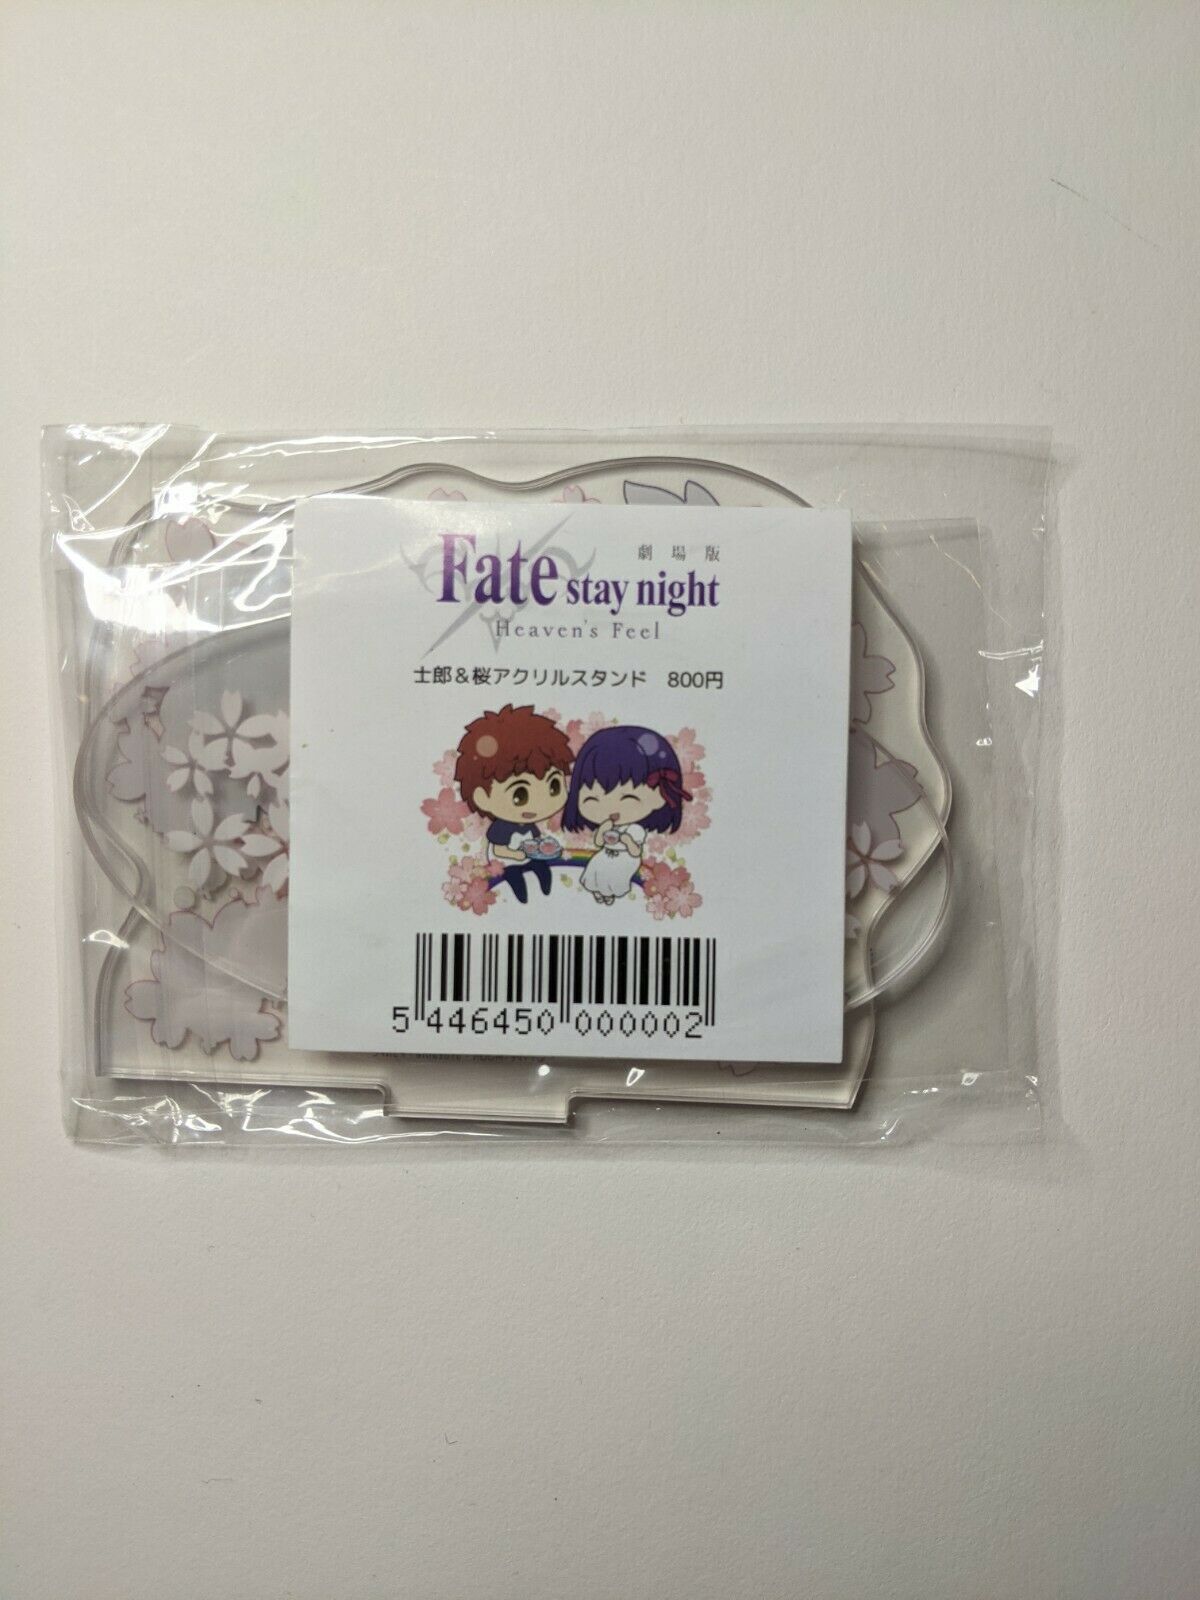 劇場版
Fate stay night
Heaven's Feel
士郎&桜アクリルスタンド 800円
5 446450 000002